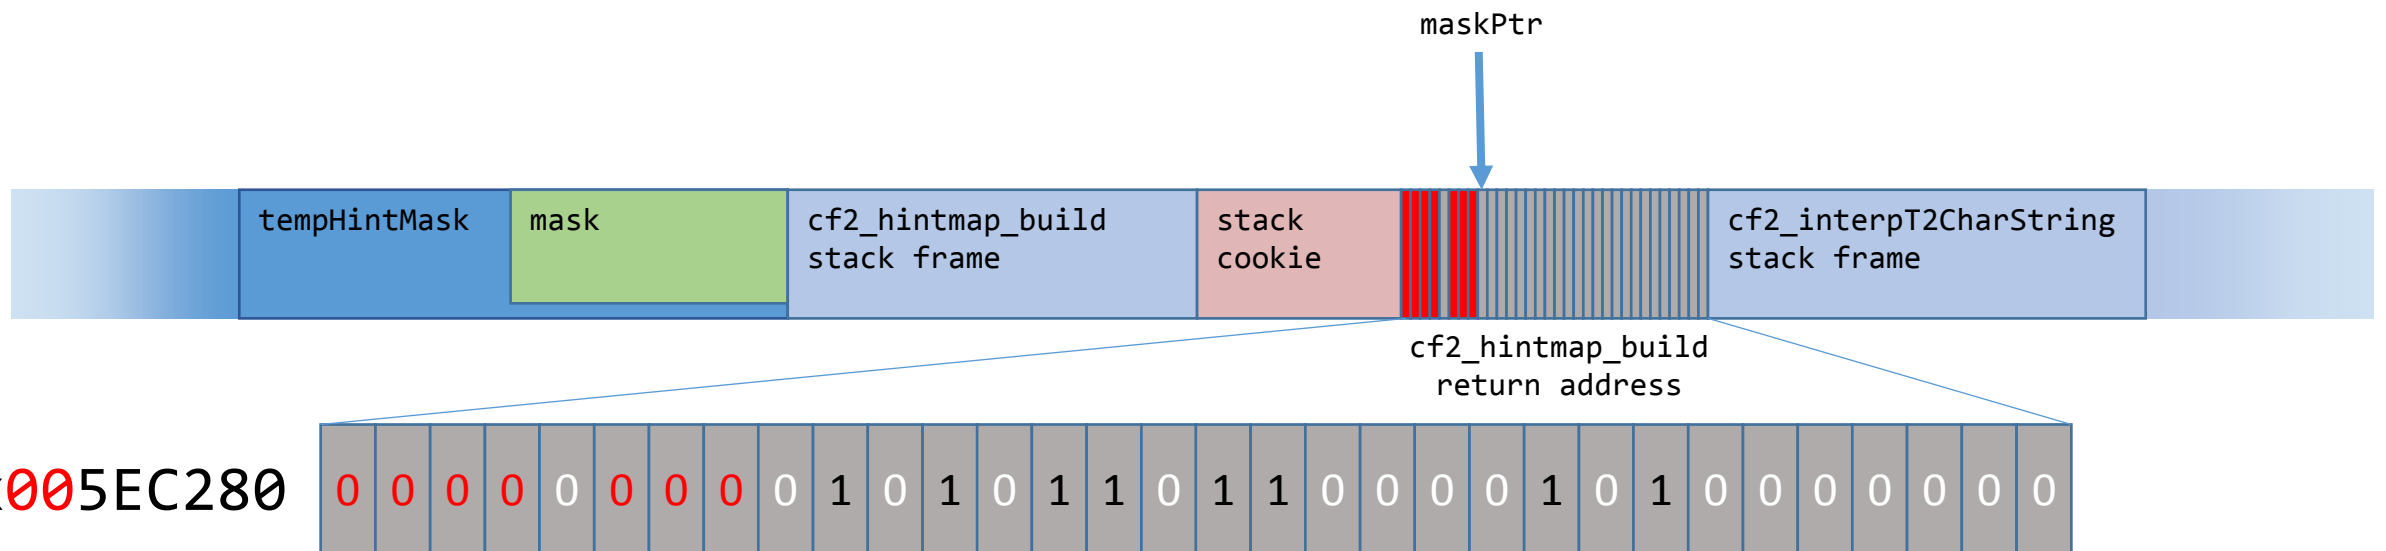 maskPtr
tempHintMask
mask
cf2_hintmap_build
stack frame
stack
cookie
cf2_interpT2CharString
stack frame
cf2_hintmap_build
return address
005EC280
0 0 0 0 0 0 0 0 0 1 0 1 0 1 1 0 1 1 0 0 0 0 1 0 1 0 0 0 0 0 0 0